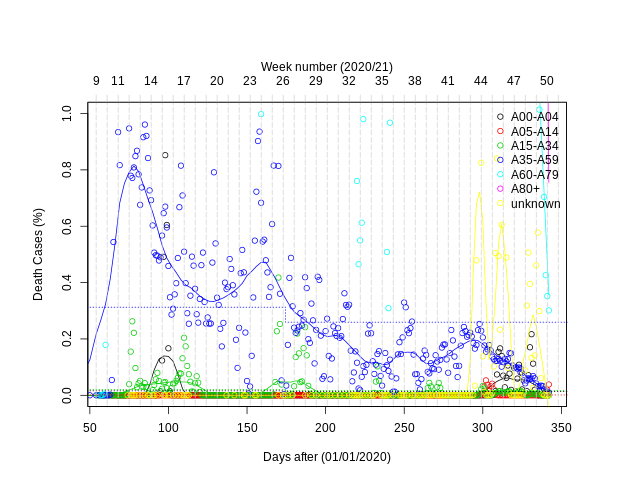 Week number (2020/21)
9 11 14 17 20 23 26 29 32 35 38 41 44 47 50
Death Cases (%)
1.0
0.8
0.6
0.4
0.2
0.0
A00-A04
A05-A14
A15-A34
A35-A59
A60-A79
A80+
unknown
50 100 150 200 250 300 350
Days after (01/01/2020)